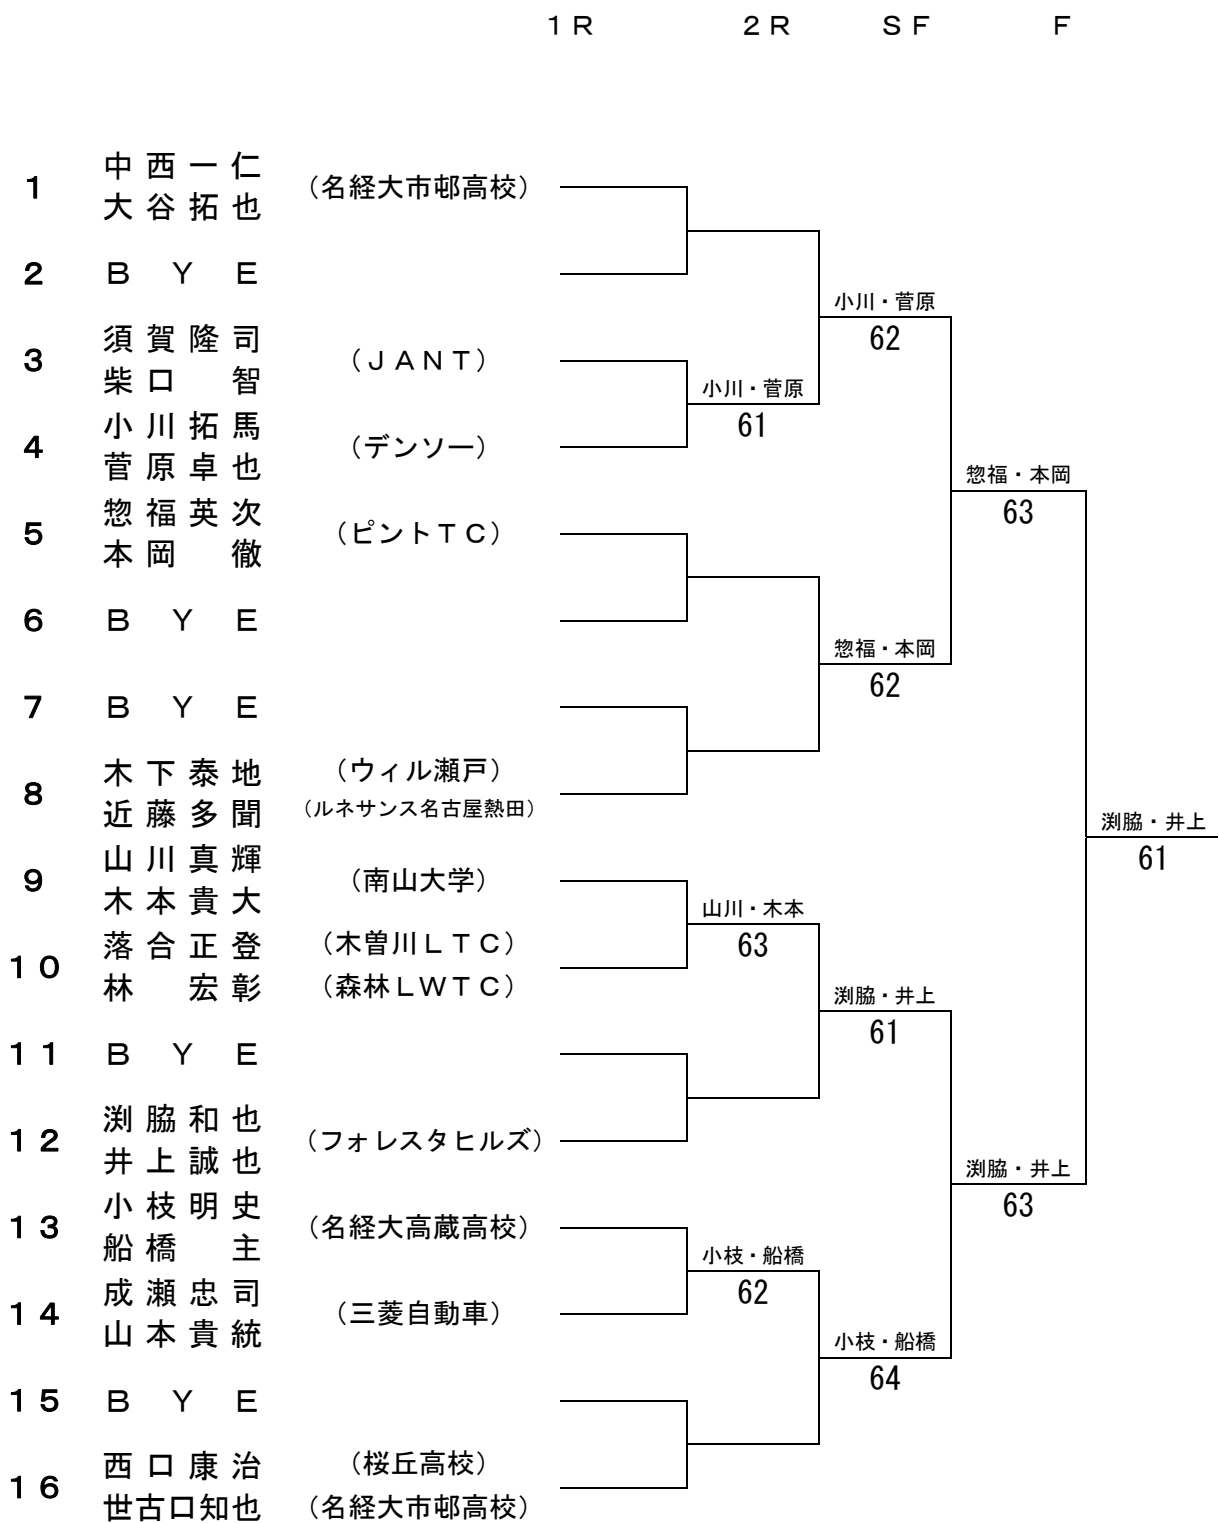 １Ｒ ２Ｒ ＳＦ Ｆ
中西一仁
1 （名経大市邨高校）
大谷拓也
2 ＢＹＥ
小川・菅原
62
須賀隆司
3 （ＪＡＮＴ）
柴口 智
小川・菅原
61
小川拓馬
4 （デンソー）
菅原卓也
惣福・本岡
63
惣福英次
5 （ピントＴＣ）
本岡 徹
6 ＢＹＥ
惣福・本岡
62
7 ＢＹＥ
木下泰地 （ウィル瀬戸）
8
近藤多聞 （ルネサンス名古屋熱田）
渕脇・井上
61
山川真輝
9 （南山大学）
木本貴大
山川・木本
63
落合正登 （木曽川ＬＴＣ）
10
林 宏彰 （森林ＬＷＴＣ）
渕脇・井上
61
11 ＢＹＥ
渕脇和也
12 （フォレスタヒルズ）
井上誠也
渕脇・井上
63
小枝明史
13 （名経大高蔵高校）
船橋 主
小枝・船橋
62
成瀬忠司
14 （三菱自動車）
山本貴統
小枝・船橋
64
15 ＢＹＥ
西口康治 （桜丘高校）
16
世古口知也 （名経大市邨高校）